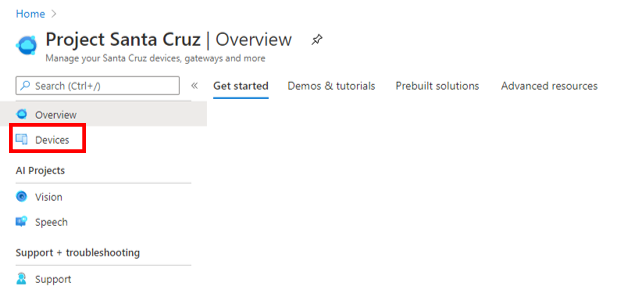 Home >
Project Santa Cruz | Overview
Manage your Santa Cruz devices, gateways and more
Search (Ctrl+/)
«
Get started Demos & tutorials Prebuilt solutions Advanced resources
Overview
Devices
AI Projects
Vision
Speech
Support + troubleshooting
Support